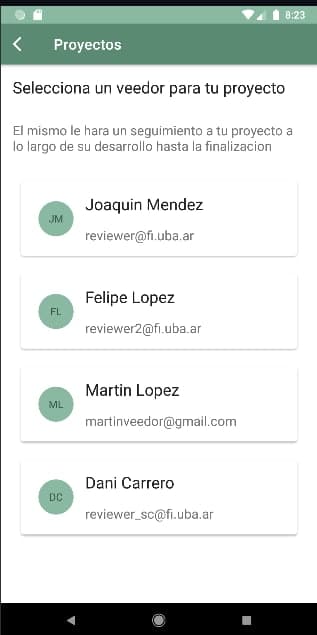 8:23
Proyectos
Selecciona un veedor para tu proyecto
El mismo le hara un seguimiento a tu proyecto a
lo largo de su desarrollo hasta la finalizacion
JM
Joaquin Mendez
reviewer@fi.uba.ar
FL
Felipe Lopez
reviewer2@fi.uba.ar
ML
Martin Lopez
martinveedor@gmail.com
DC
Dani Carrero
reviewer_sc@fi.uba.ar